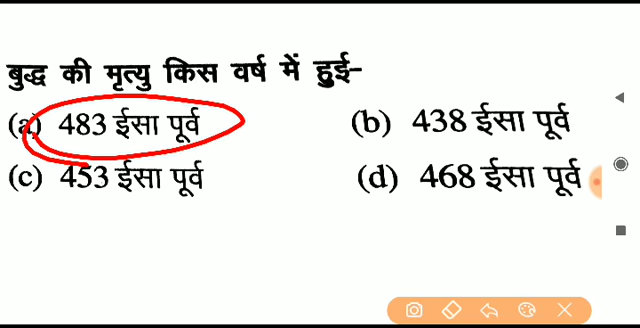 बुद्ध की मृत्यु किस वर्ष में हुई-
(a) 483 ईसा पूर्व (b) 438 ईसा पूर्व
(c) 453 ईसा पूर्व (d) 468 ईसा पूर्व